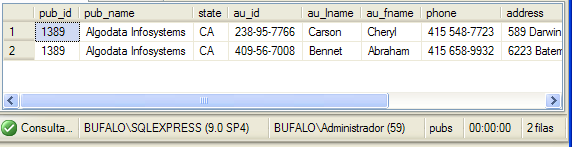 pub_id pub_name state au_id au_lname au_fname phone address
1 1389 Algodata Infosystems CA 238-95-7766 Carson Cheryl 415 548-7723 589 Darwin
2 1389 Algodata Infosystems CA 409-56-7008 Bennet Abraham 415 658-9932 6223 Batem
Consulta... BUFALO\SQLEXPRESS (9.0 SP4) BUFALO\Administrador (59) pubs 00:00:00 2 filas